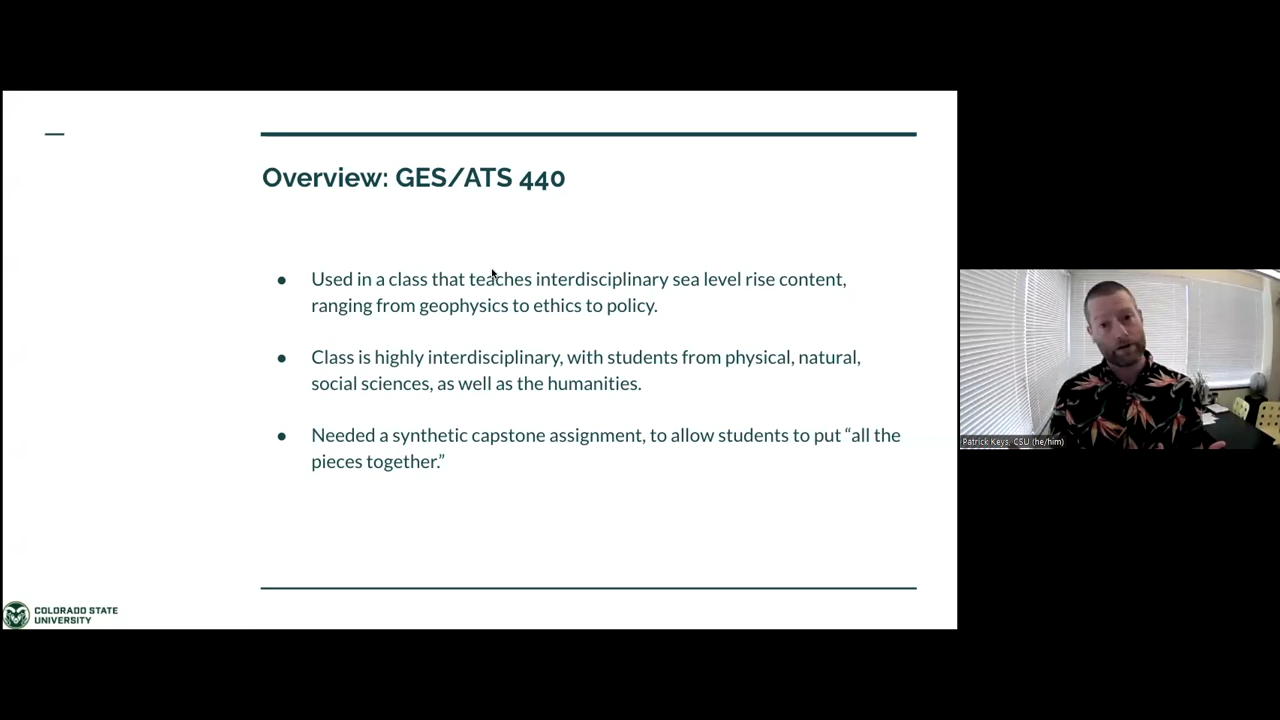 Overview: GES/ATS 440
● Used in a class that teaches interdisciplinary sea level rise content,
ranging from geophysics to ethics to policy.
● Class is highly interdisciplinary, with students from physical, natural,
social sciences, as well as the humanities.
● Needed a synthetic capstone assignment, to allow students to put “all the
pieces together.”
COLORADO STATE
UNIVERSITY
Patrick Keys, CSU (he/him)